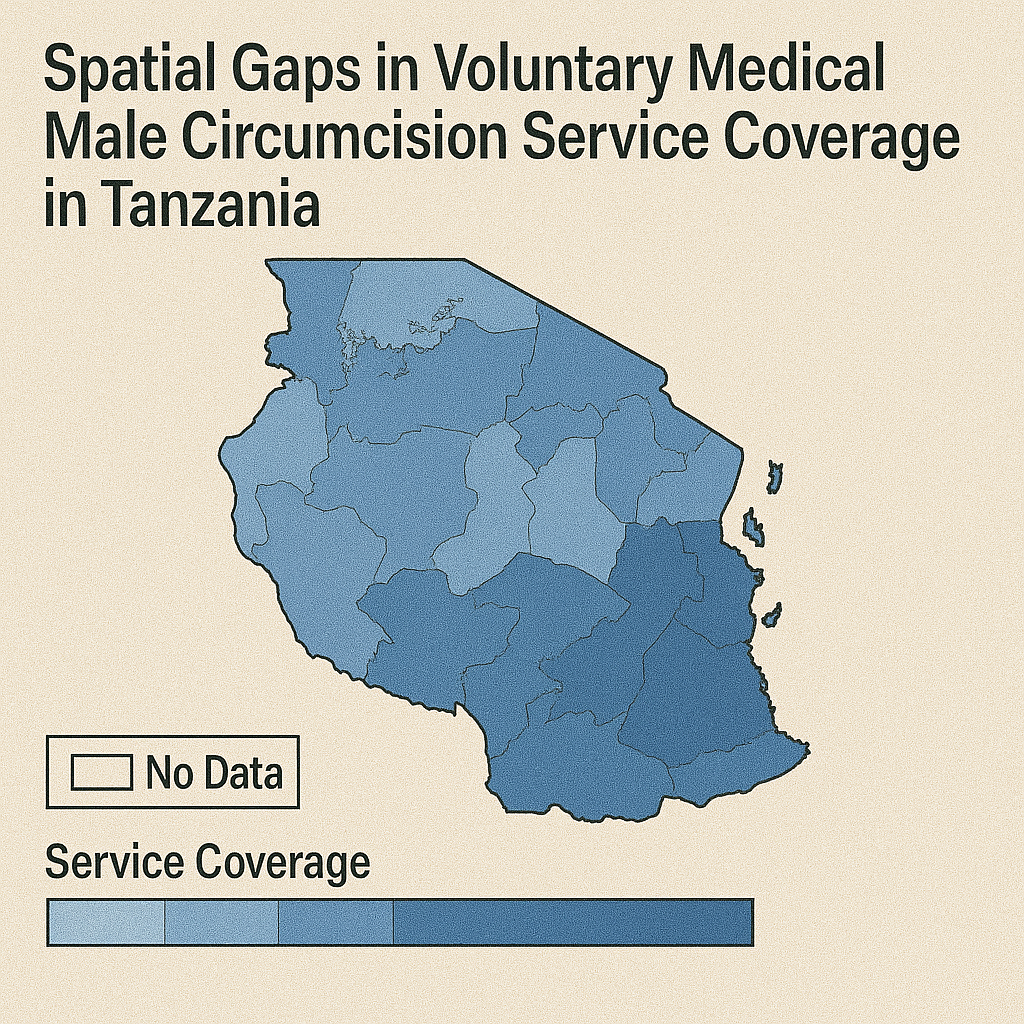 Spatial Gaps in Voluntary Medical
Male Circumcision Service Coverage
in Tanzania
No Data
Service Coverage